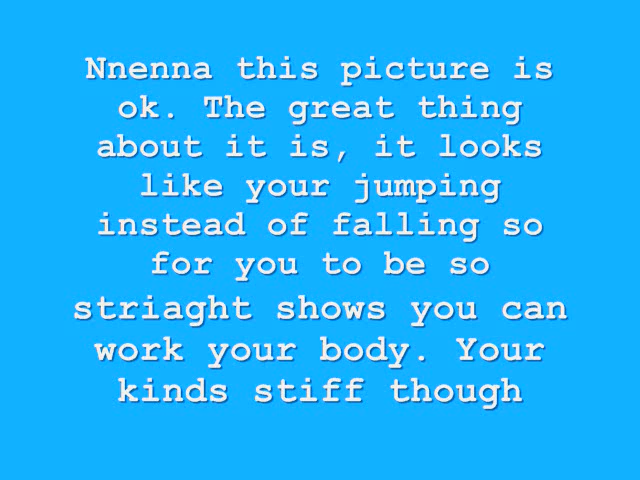 Nnenna this picture is
ok. The great thing
about it is, it looks
like your jumping
instead of falling so
for you to be so
striaght shows you can
work your body. Your
kinds stiff though